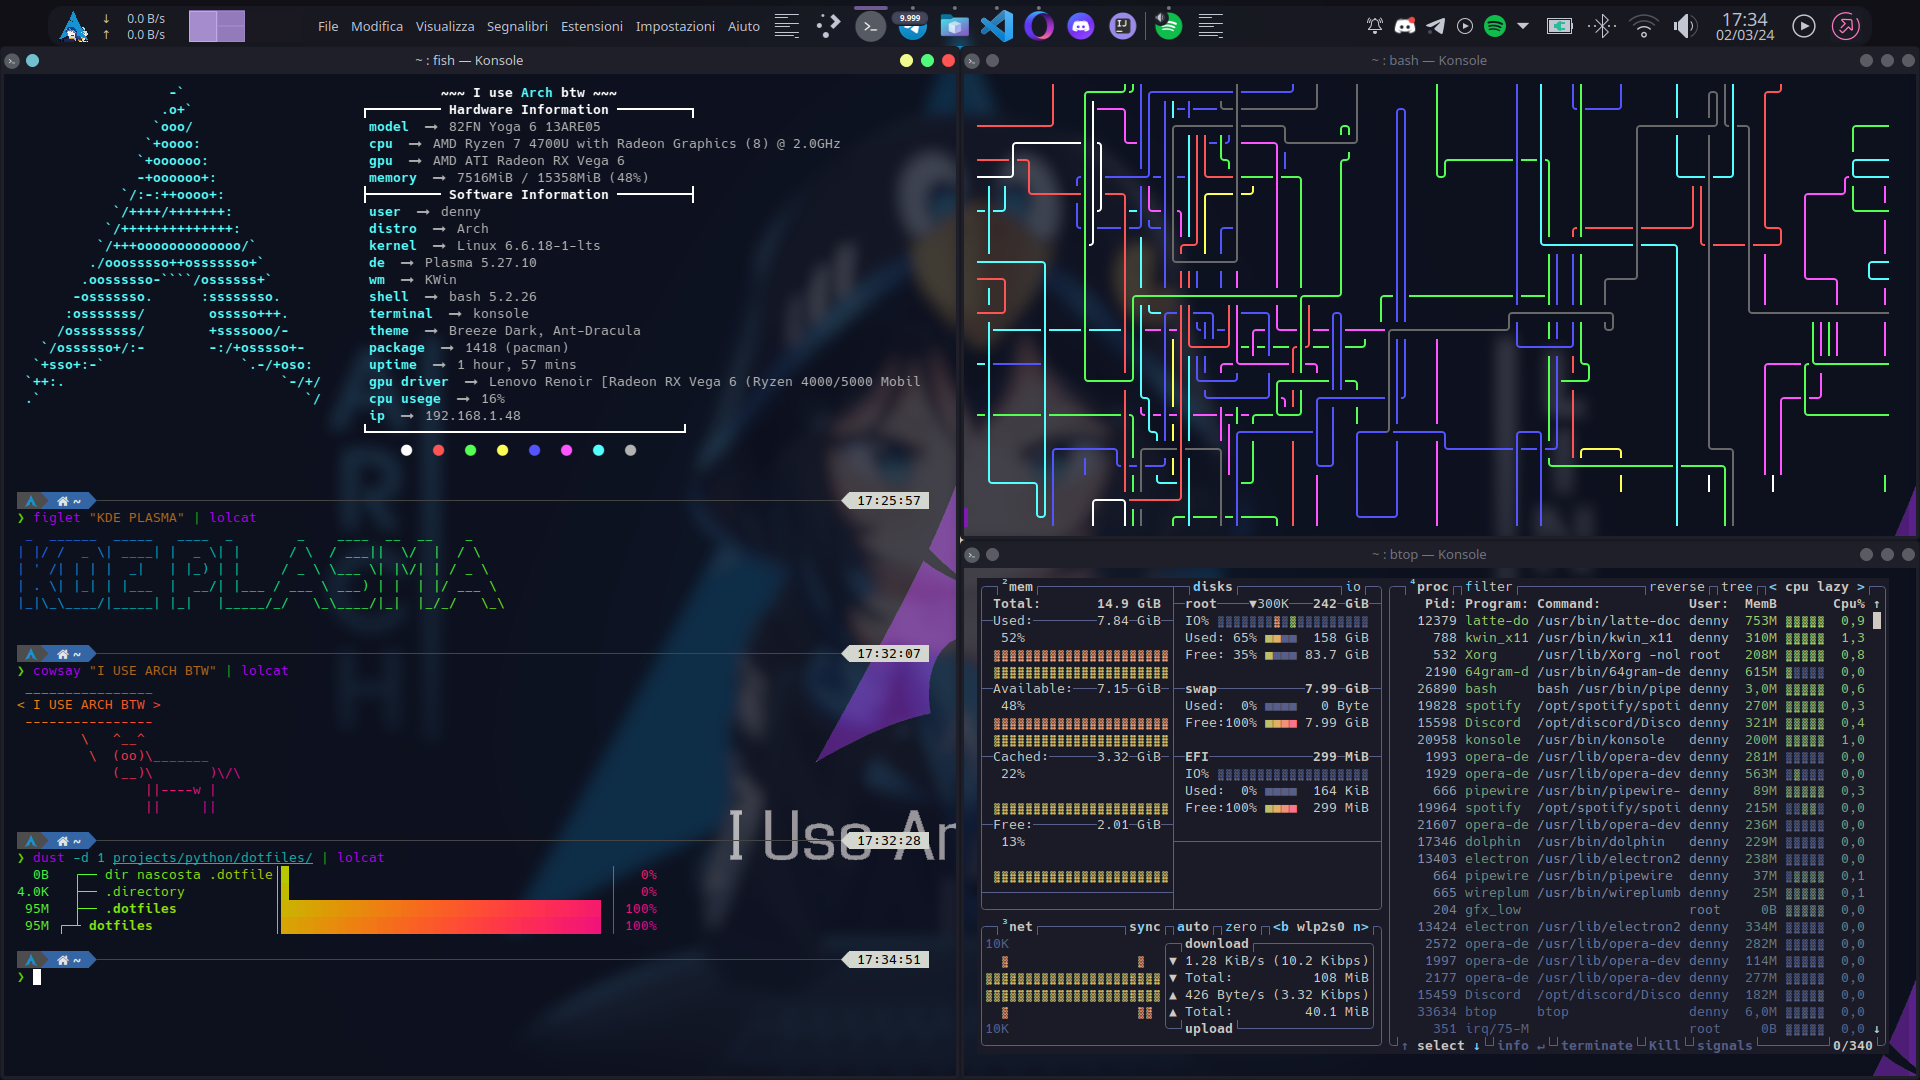 ↓ 0.0 B/s
↑ 0.0 B/s
File Modifica Visualizza Segnalibri Estensioni Impostazioni Aiuto
9.999
17:34
02/03/24
~ : fish — Konsole
~~~ I use Arch btw ~~~
Hardware Information
model → 82FN Yoga 6 13ARE05
cpu → AMD Ryzen 7 4700U with Radeon Graphics (8) @ 2.0GHz
gpu → AMD ATI Radeon RX Vega 6
memory → 7516MiB / 15358MiB (48%)
Software Information
user → denny
distro → Arch
kernel → Linux 6.6.18-1-lts
de → Plasma 5.27.10
wm → KWin
shell → bash 5.2.26
terminal → konsole
theme → Breeze Dark, Ant-Dracula
package → 1418 (pacman)
uptime → 1 hour, 57 mins
gpu driver → Lenovo Renoir [Radeon RX Vega 6 (Ryzen 4000/5000 Mobil
cpu usege → 16%
ip → 192.168.1.48
~ 17:25:57
❯ figlet "KDE PLASMA" | lolcat
KDE PLASMA
~ 17:32:07
❯ cowsay "I USE ARCH BTW" | lolcat
< I USE ARCH BTW >
\ ^__^
\ (oo)\_______
(__)\ )\/\
||----w |
|| ||
~ 17:32:28
❯ dust -d 1 projects/python/dotfiles/ | lolcat
0B ┌── dir nascosta .dotfile 0%
4.0K ├── .directory 0%
95M ├── .dotfiles 100%
95M ┌─┴ dotfiles 100%
~ 17:34:51
❯
I Use Ar
~ : bash — Konsole
~ : btop — Konsole
²mem disks io
Total: 14.9 GiB
Used: 7.84 GiB
52%
Available: 7.15 GiB
48%
Cached: 3.32 GiB
22%
Free: 2.01 GiB
13%
root ▼300K 242 GiB
IO%
Used: 65% 158 GiB
Free: 35% 83.7 GiB
swap 7.99 GiB
Used: 0% 0 Byte
Free:100% 7.99 GiB
EFI 299 MiB
IO%
Used: 0% 164 KiB
Free:100% 299 MiB
³net sync auto zero <b wlp2s0 n>
10K
download
▼ 1.28 KiB/s (10.2 Kibps)
▼ Total: 108 MiB
▲ 426 Byte/s (3.32 Kibps)
▲ Total: 40.1 MiB
10K
upload
⁴proc filter reverse tree < cpu lazy >
Pid: Program: Command: User: MemB Cpu% ↑
12379 latte-do /usr/bin/latte-doc denny 753M 0,9
788 kwin_x11 /usr/bin/kwin_x11 denny 310M 1,3
532 Xorg /usr/lib/Xorg -nol root 208M 0,8
2190 64gram-d /usr/bin/64gram-de denny 615M 0,0
26890 bash bash /usr/bin/pipe denny 3,0M 0,6
19828 spotify /opt/spotify/spoti denny 270M 0,3
15598 Discord /opt/discord/Disco denny 321M 0,4
20958 konsole /usr/bin/konsole denny 200M 1,0
1993 opera-de /usr/lib/opera-dev denny 281M 0,0
1929 opera-de /usr/lib/opera-dev denny 563M 0,0
666 pipewire /usr/bin/pipewire- denny 89M 0,3
19964 spotify /opt/spotify/spoti denny 215M 0,0
21607 opera-de /usr/lib/opera-dev denny 236M 0,0
17346 dolphin /usr/bin/dolphin denny 229M 0,0
13403 electron /usr/lib/electron2 denny 238M 0,0
664 pipewire /usr/bin/pipewire denny 37M 0,1
665 wireplum /usr/bin/wireplumb denny 25M 0,1
204 gfx_low root 0B 0,0
13424 electron /usr/lib/electron2 denny 334M 0,0
2572 opera-de /usr/lib/opera-dev denny 282M 0,0
1997 opera-de /usr/lib/opera-dev denny 114M 0,0
2177 opera-de /usr/lib/opera-dev denny 277M 0,0
15459 Discord /opt/discord/Disco denny 182M 0,0
33634 btop btop denny 6,0M 0,0
351 irq/75-M root 0B 0,0 ↓
↑ select ↓ info ↵ terminate Kill signals 0/340